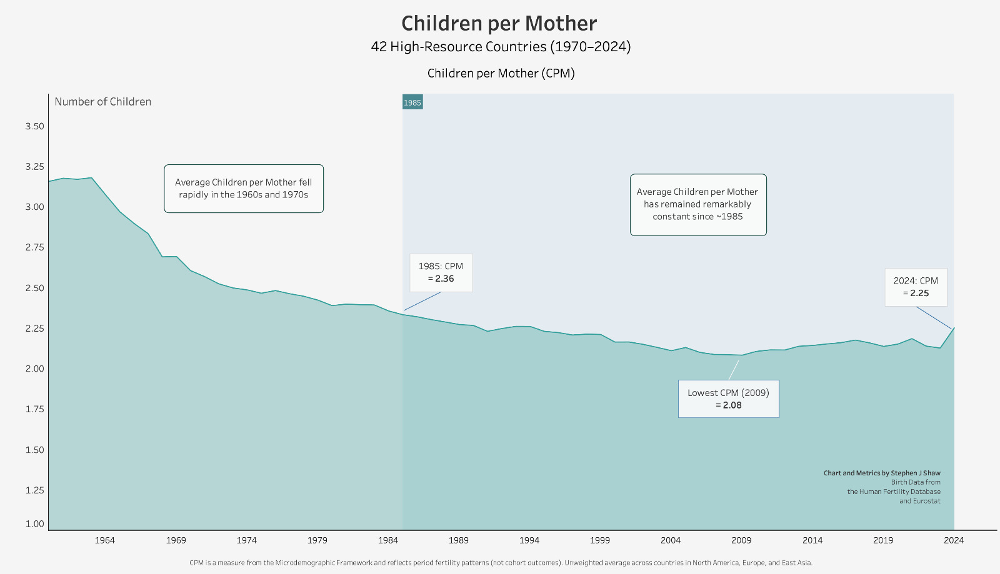 Children per Mother
42 High-Resource Countries (1970–2024)
Children per Mother (CPM)
Number of Children
1985
3.50
3.25
3.00
2.75
2.50
2.25
2.00
1.75
1.50
1.25
1.00
Average Children per Mother fell
rapidly in the 1960s and 1970s
Average Children per Mother
has remained remarkably
constant since ~1985
1985: CPM
= 2.36
2024: CPM
= 2.25
Lowest CPM (2009)
= 2.08
Chart and Metrics by Stephen J Shaw
Birth Data from
the Human Fertility Database
and Eurostat
1964
1969
1974
1979
1984
1989
1994
1999
2004
2009
2014
2019
2024
CPM is a measure from the Microdemographic Framework and reflects period fertility patterns (not cohort outcomes). Unweighted average across countries in North America, Europe, and East Asia.